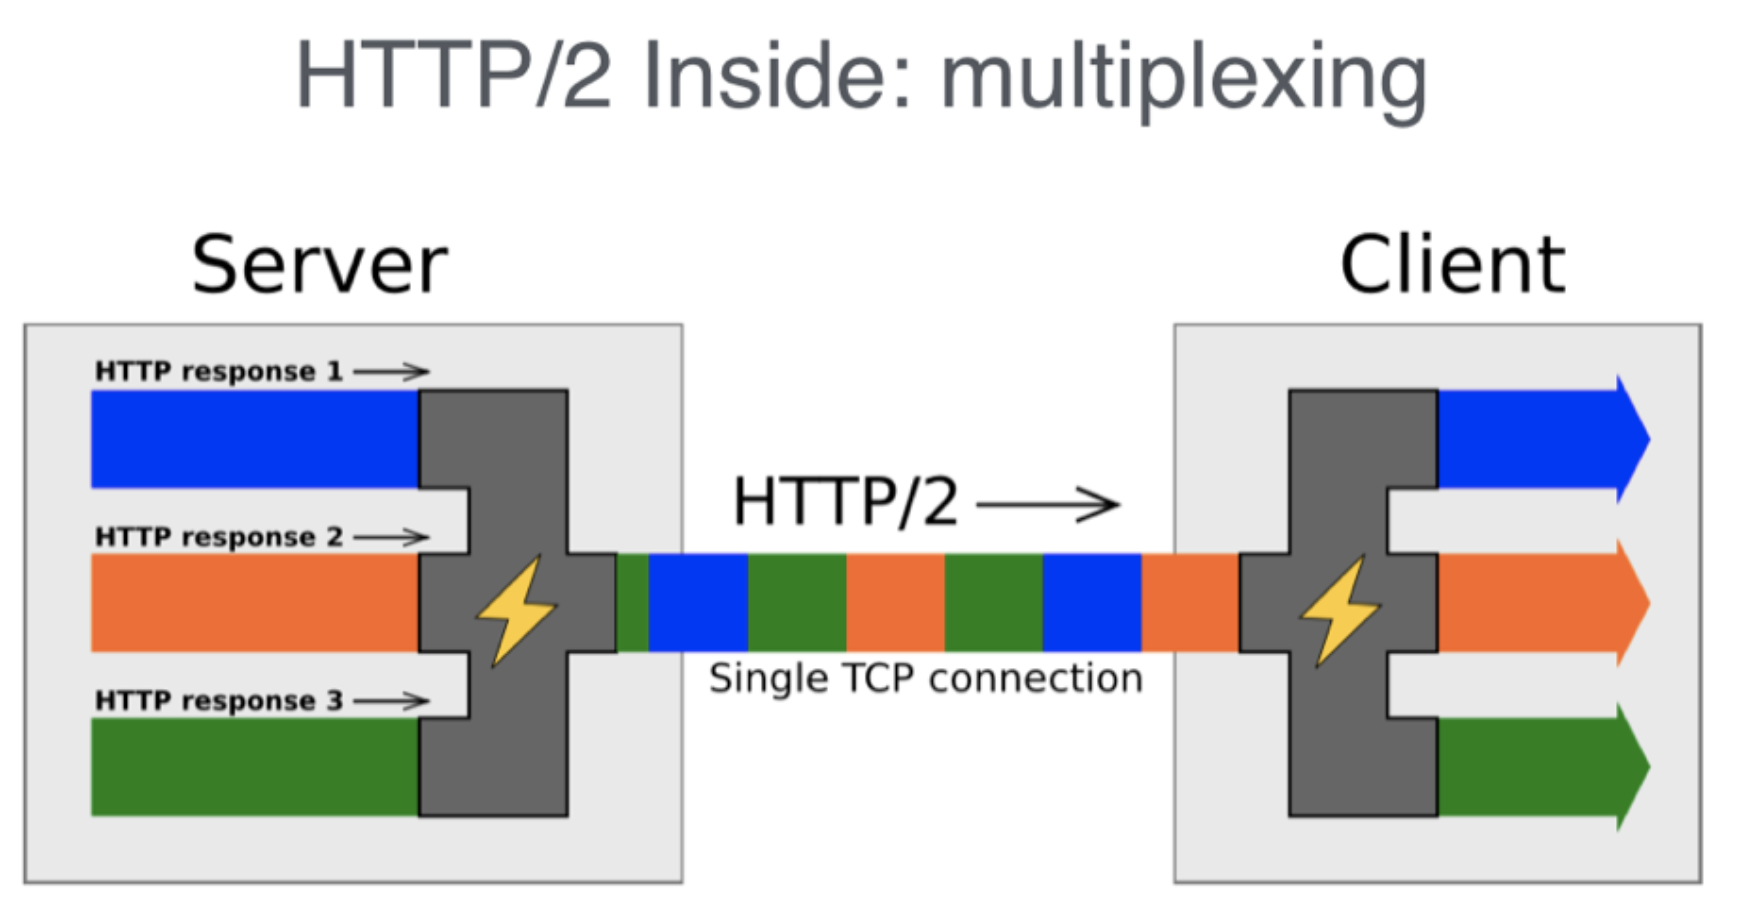 HTTP/2 Inside: multiplexing
Server
Client
HTTP response 1
HTTP response 2
HTTP response 3
HTTP/2
Single TCP connection